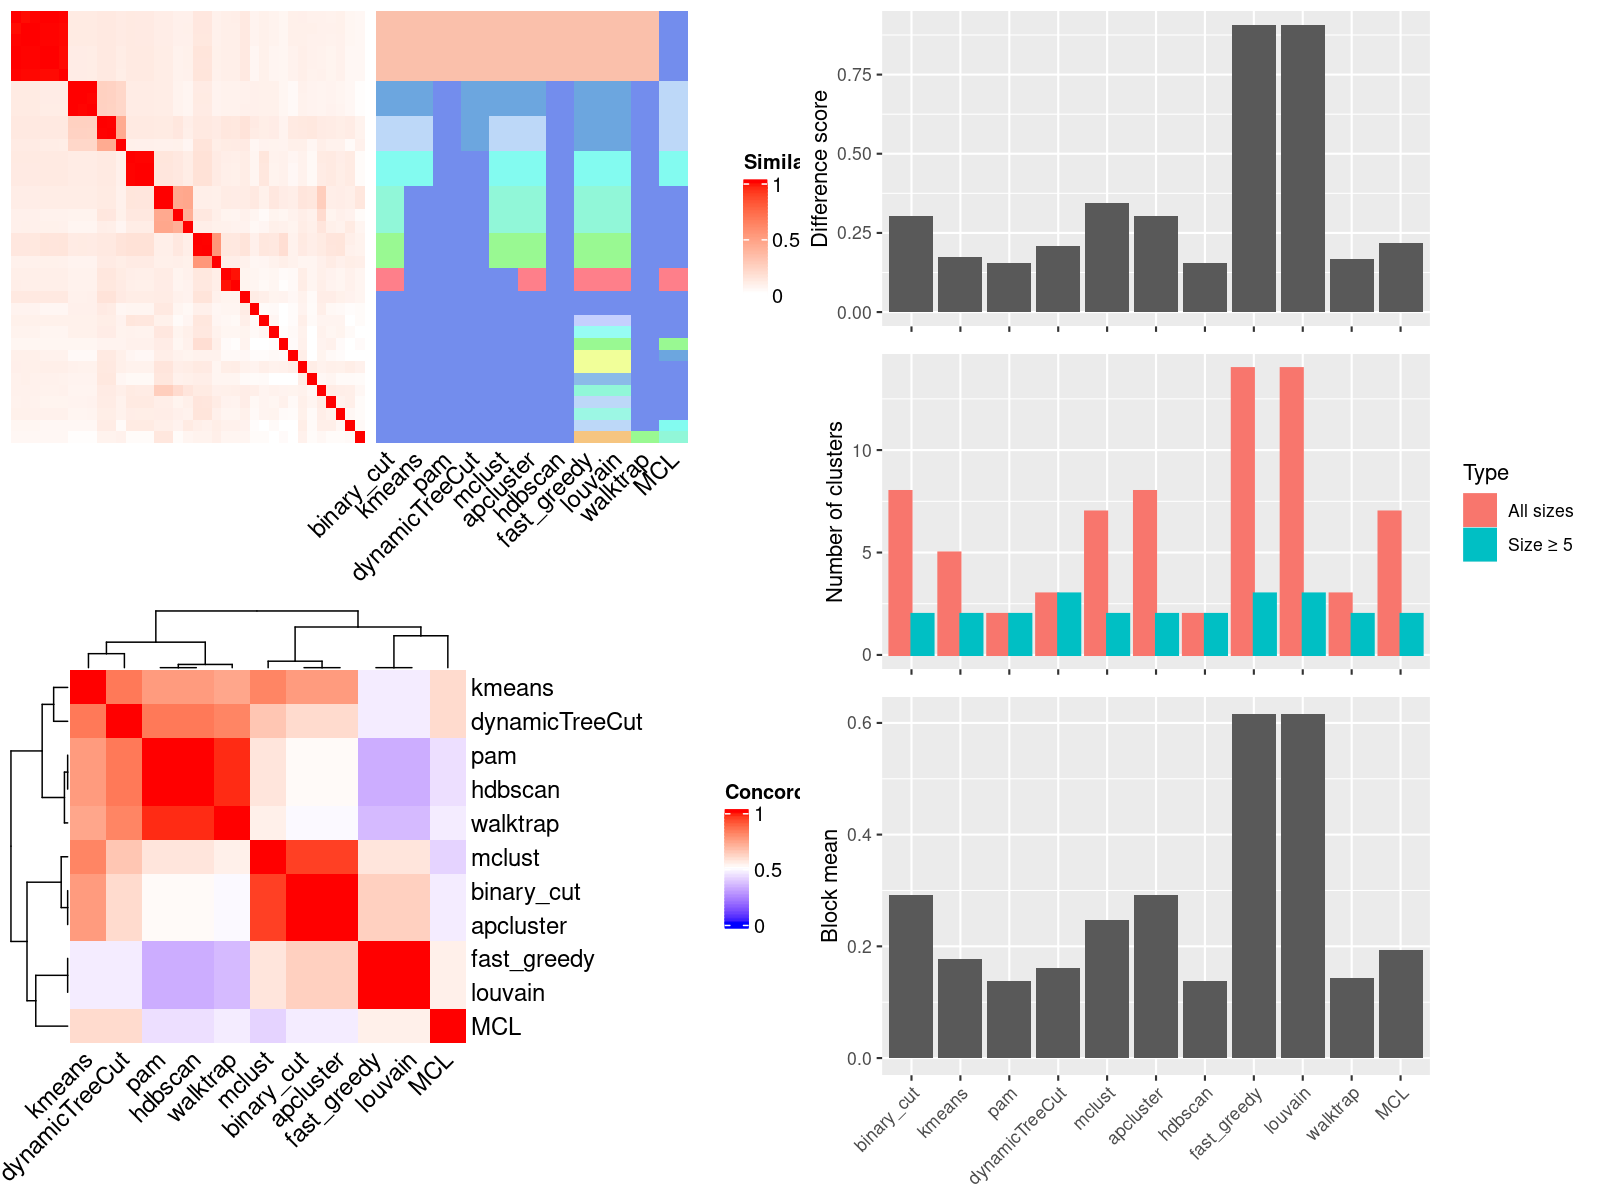 Simila
1
0.5
0
binary_cut
kmeans
pam
dynamicTreeCut
mclust
apcluster
hdbscan
fast_greedy
louvain
walktrap
MCL
kmeans
dynamicTreeCut
pam
hdbscan
walktrap
mclust
binary_cut
apcluster
fast_greedy
louvain
MCL
kmeans
dynamicTreeCut
pam
hdbscan
walktrap
mclust
binary_cut
apcluster
fast_greedy
louvain
MCL
Concord
1
0.5
0
Difference score
0.75
0.50
0.25
0.00
Number of clusters
10
5
0
Type
All sizes
Size ≥ 5
Block mean
0.6
0.4
0.2
0.0
binary_cut
kmeans
pam
dynamicTreeCut
mclust
apcluster
hdbscan
fast_greedy
louvain
walktrap
MCL